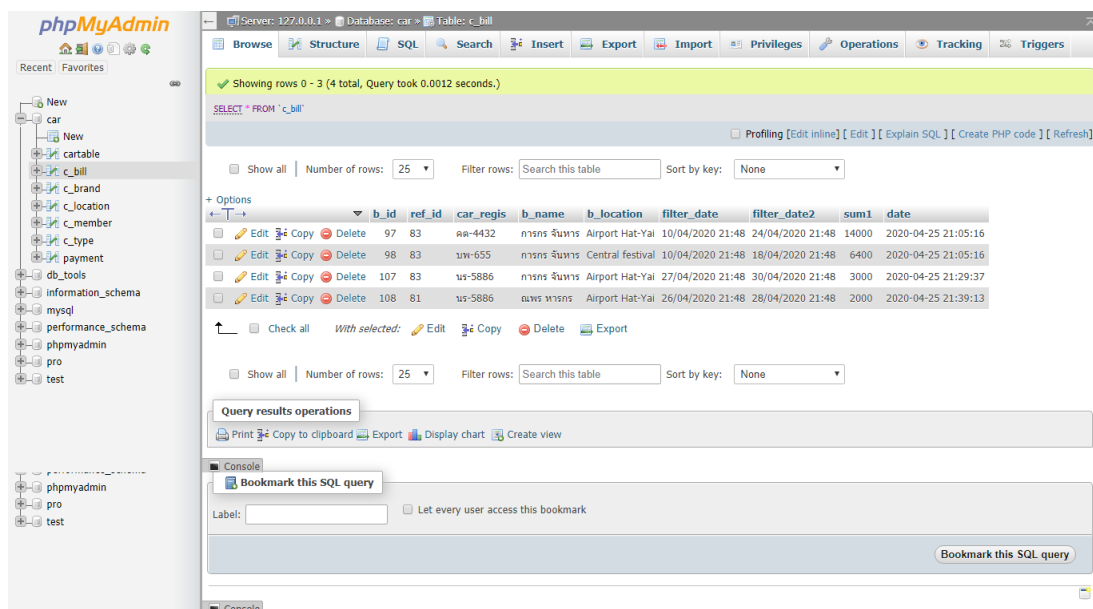 phpMyAdmin
Recent Favorites
New
car
New
cartable
c_bill
c_brand
c_location
c_member
c_type
payment
db_tools
information_schema
mysql
performance_schema
phpmyadmin
pro
test
phpmyadmin
pro
test
Server: 127.0.0.1 » Database: car » Table: c_bill
Browse Structure SQL Search Insert Export Import Privileges Operations Tracking Triggers
Showing rows 0 - 3 (4 total, Query took 0.0012 seconds.)
SELECT * FROM `c_bill`
Profiling [Edit inline] [ Edit ] [ Explain SQL ] [ Create PHP code ] [ Refresh]
Show all | Number of rows: 25 Filter rows: Search this table Sort by key: None
+ Options
←T→ b_id ref_id car_regis b_name b_location filter_date filter_date2 sum1 date
Edit Copy Delete 97 83 คด-4432 การกร จันหาร Airport Hat-Yai 10/04/2020 21:48 24/04/2020 21:48 14000 2020-04-25 21:05:16
Edit Copy Delete 98 83 บพ-655 การกร จันหาร Central festival 10/04/2020 21:48 18/04/2020 21:48 6400 2020-04-25 21:05:16
Edit Copy Delete 107 83 นร-5886 การกร จันหาร Airport Hat-Yai 27/04/2020 21:48 30/04/2020 21:48 3000 2020-04-25 21:29:37
Edit Copy Delete 108 81 นร-5886 ณพร หารกร Airport Hat-Yai 26/04/2020 21:48 28/04/2020 21:48 2000 2020-04-25 21:39:13
Check all With selected: Edit Copy Delete Export
Show all | Number of rows: 25 Filter rows: Search this table Sort by key: None
Query results operations
Print Copy to clipboard Export Display chart Create view
Console
Bookmark this SQL query
Label: Let every user access this bookmark
Bookmark this SQL query
Console